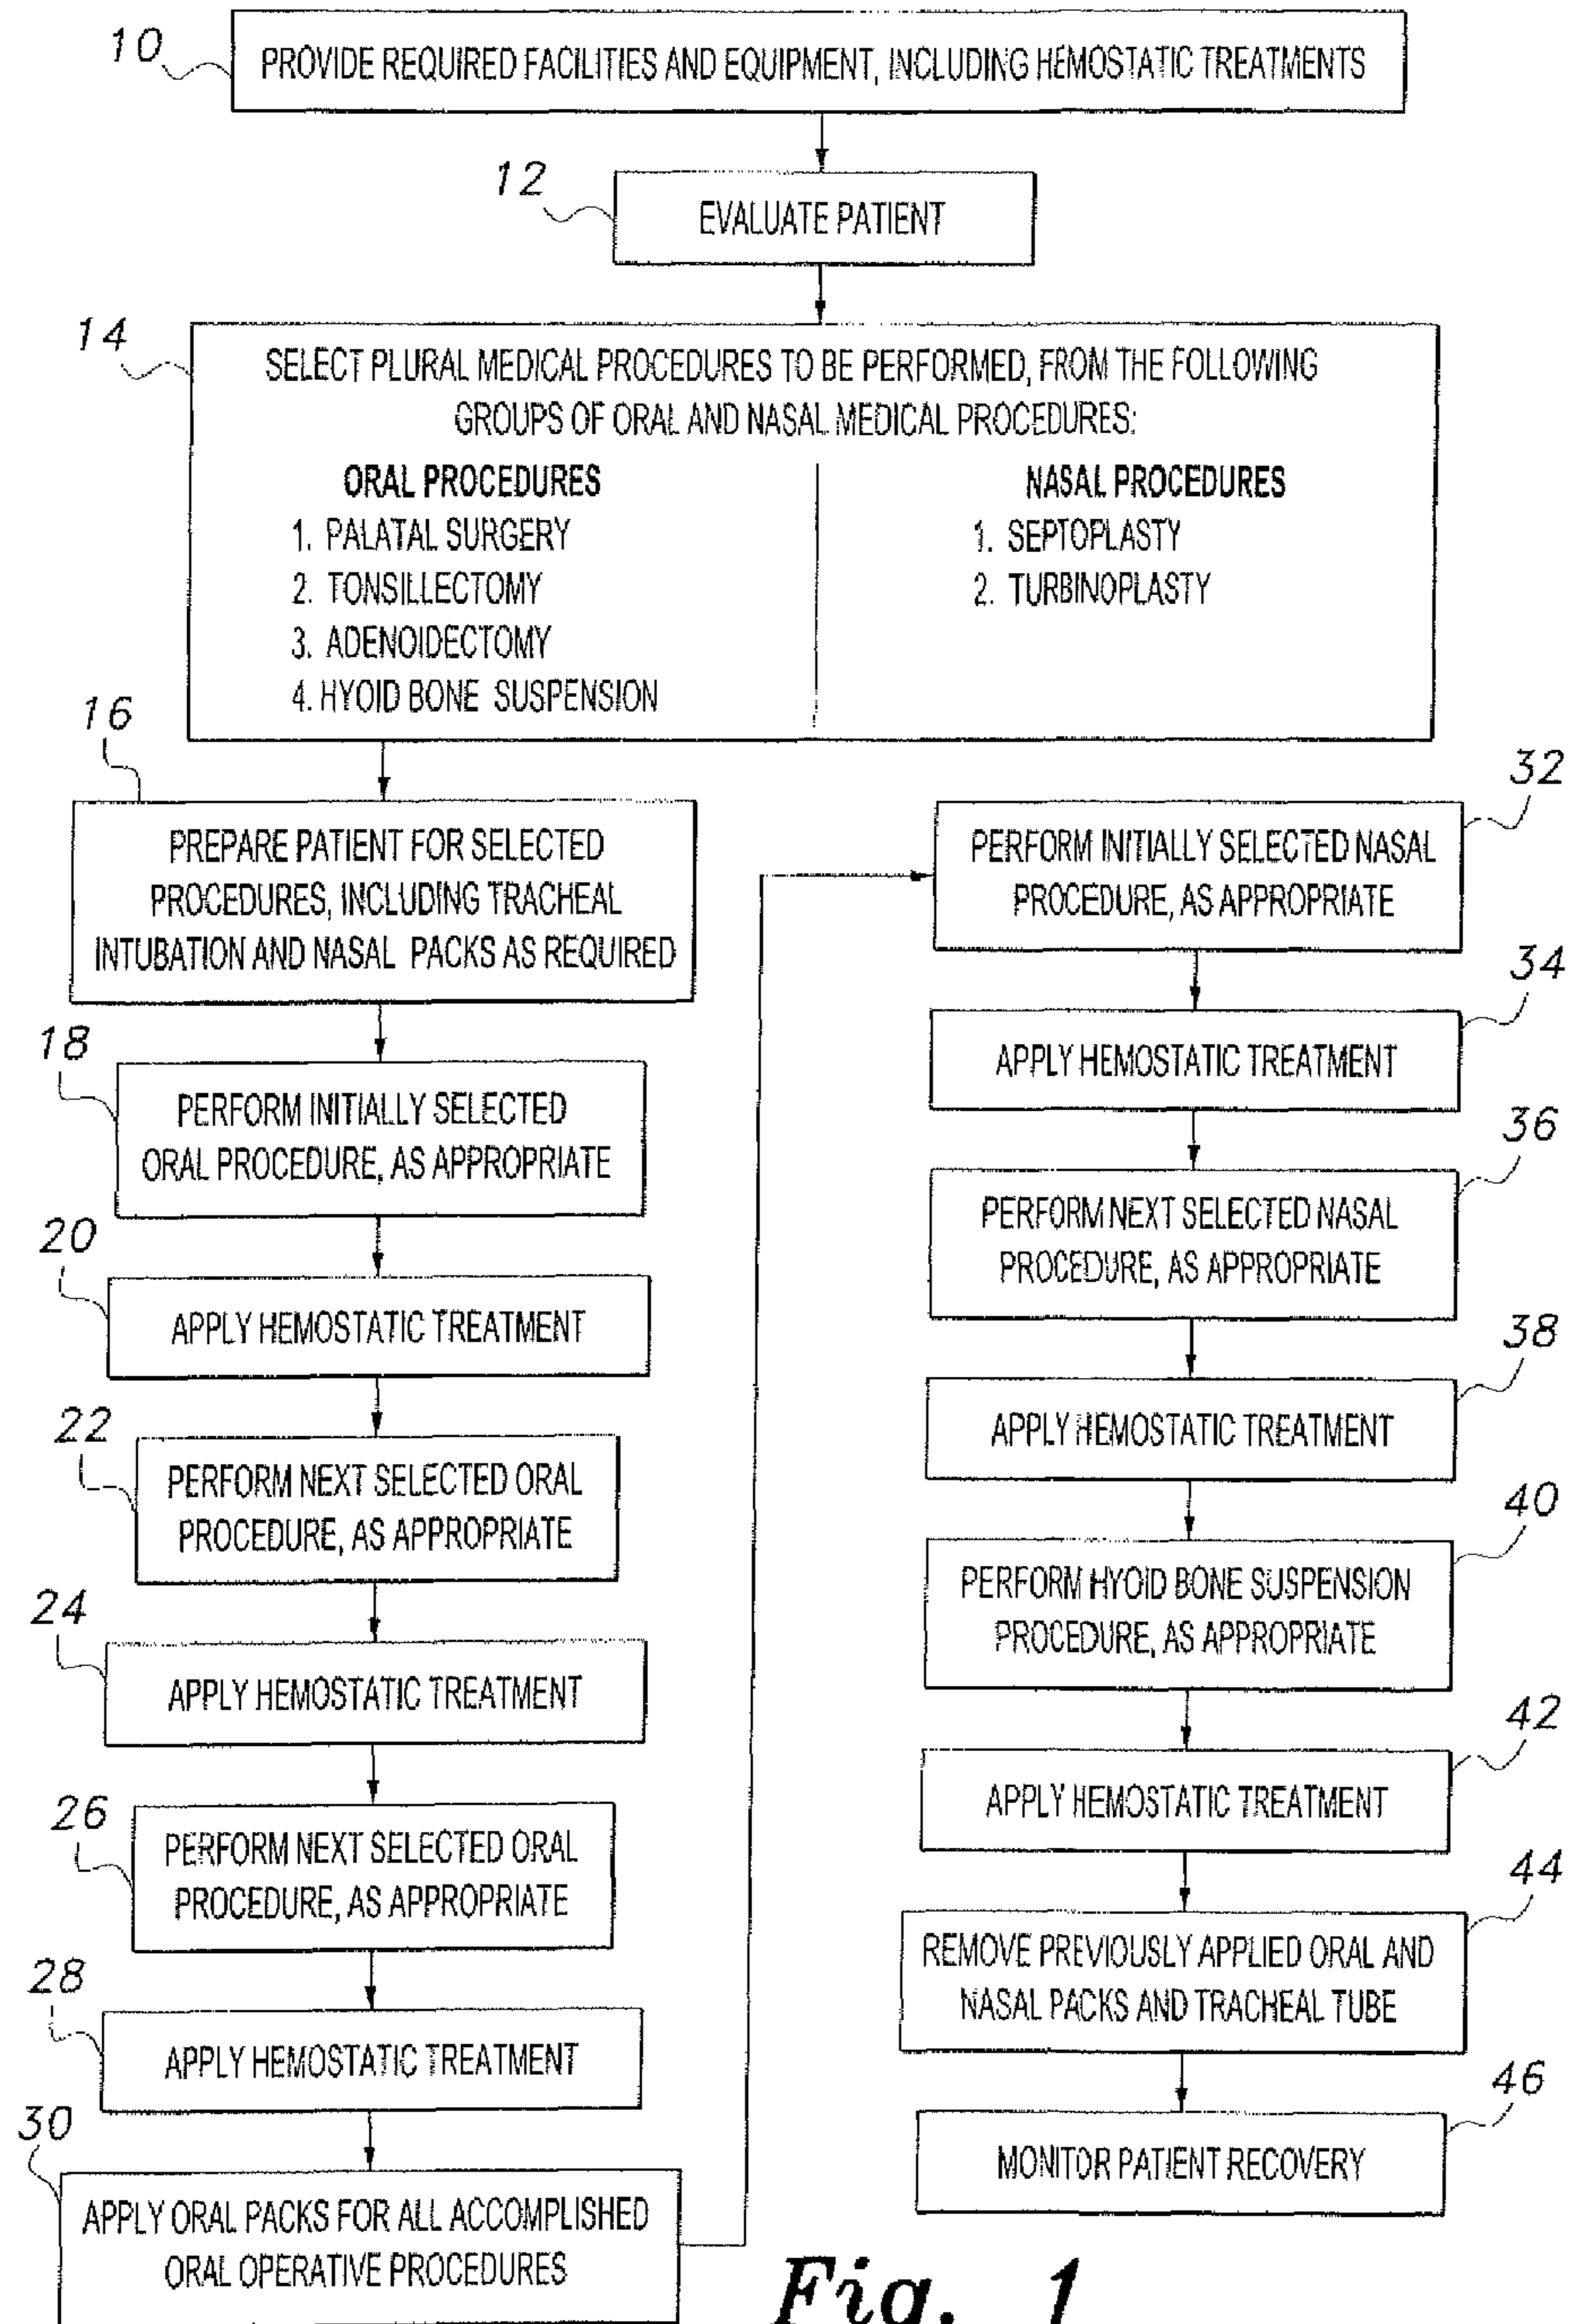 10
PROVIDE REQUIRED FACILITIES AND EQUIPMENT, INCLUDING HEMOSTATIC TREATMENTS
12
EVALUATE PATIENT
14
SELECT PLURAL MEDICAL PROCEDURES TO BE PERFORMED, FROM THE FOLLOWING
GROUPS OF ORAL AND NASAL MEDICAL PROCEDURES:
ORAL PROCEDURES
1. PALATAL SURGERY
2. TONSILLECTOMY
3. ADENOIDECTOMY
4. HYOID BONE SUSPENSION
NASAL PROCEDURES
1. SEPTOPLASTY
2. TURBINOPLASTY
16
PREPARE PATIENT FOR SELECTED
PROCEDURES, INCLUDING TRACHEAL
INTUBATION AND NASAL PACKS AS REQUIRED
18
PERFORM INITIALLY SELECTED
ORAL PROCEDURE, AS APPROPRIATE
20
APPLY HEMOSTATIC TREATMENT
22
PERFORM NEXT SELECTED ORAL
PROCEDURE, AS APPROPRIATE
24
APPLY HEMOSTATIC TREATMENT
26
PERFORM NEXT SELECTED ORAL
PROCEDURE, AS APPROPRIATE
28
APPLY HEMOSTATIC TREATMENT
30
APPLY ORAL PACKS FOR ALL ACCOMPLISHED
ORAL OPERATIVE PROCEDURES
32
PERFORM INITIALLY SELECTED NASAL
PROCEDURE, AS APPROPRIATE
34
APPLY HEMOSTATIC TREATMENT
36
PERFORM NEXT SELECTED NASAL
PROCEDURE, AS APPROPRIATE
38
APPLY HEMOSTATIC TREATMENT
40
PERFORM HYOID BONE SUSPENSION
PROCEDURE, AS APPROPRIATE
42
APPLY HEMOSTATIC TREATMENT
44
REMOVE PREVIOUSLY APPLIED ORAL AND
NASAL PACKS AND TRACHEAL TUBE
46
MONITOR PATIENT RECOVERY
Fig. 1